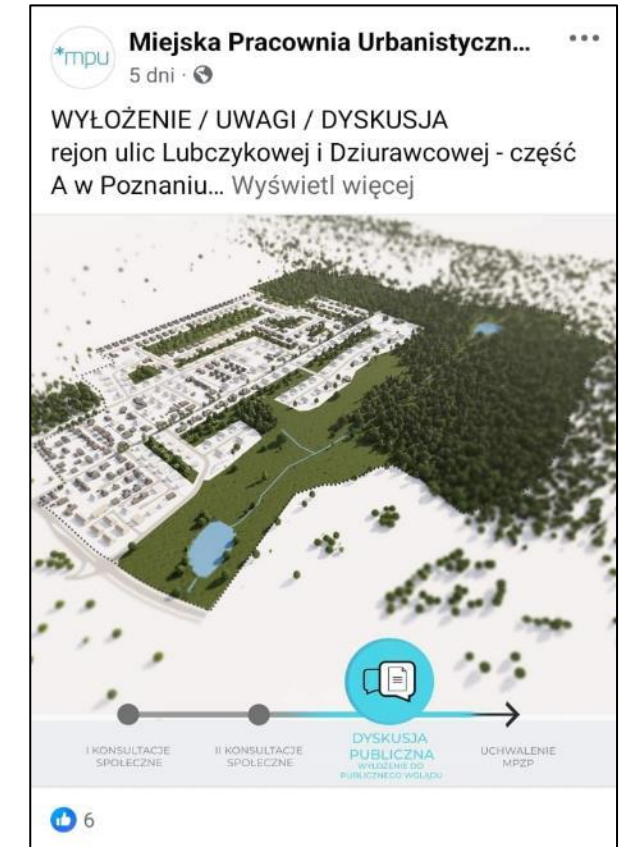 *mpu
Miejska Pracownia Urbanistyczn...
5 dni ·
WYŁOŻENIE / UWAGI / DYSKUSJA
rejon ulic Lubczykowej i Dziurawcowej - część
A w Poznaniu... Wyświetl więcej
I KONSULTACJE
SPOŁECZNE
II KONSULTACJE
SPOŁECZNE
DYSKUSJA
PUBLICZNA
WYŁOŻENIE DO
PUBLICZNEGO WGLĄDU
UCHWALENIE
MPZP
6